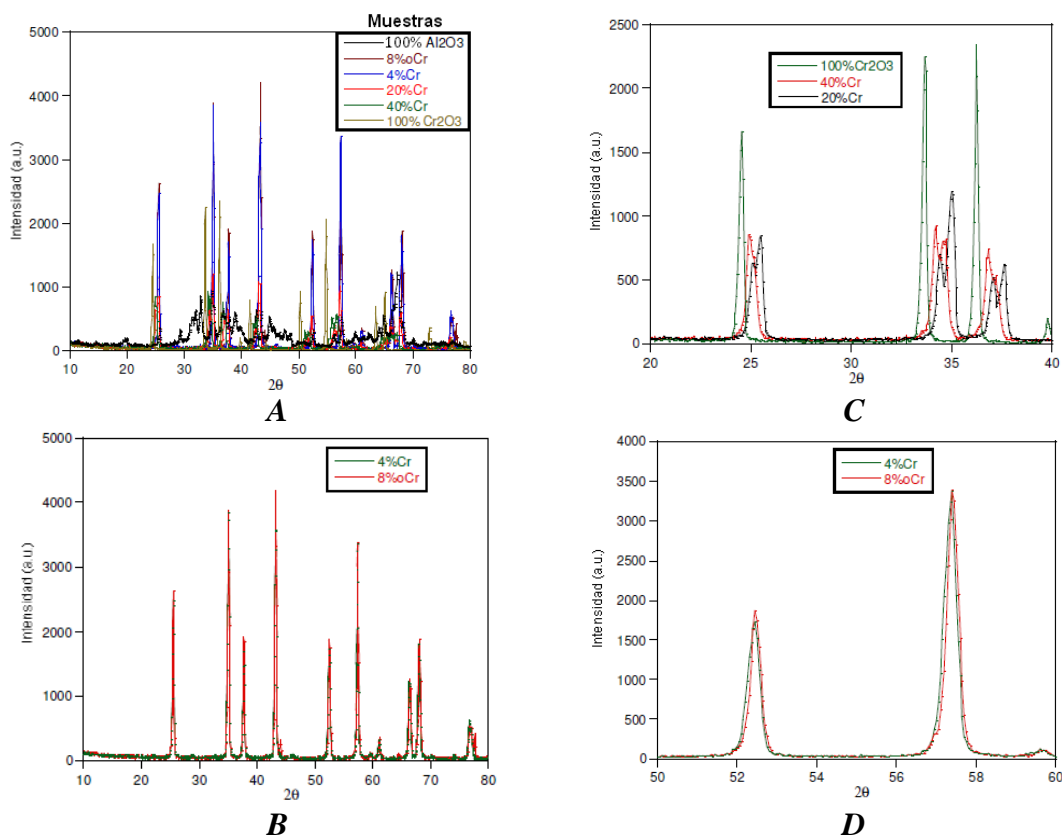 Muestras
100% Al2O3
8%oCr
4%Cr
20%Cr
40%Cr
100% Cr2O3
Intensidad (a.u.)
5000
4000
3000
2000
1000
0
10 20 30 40 50 60 70 80
2θ
A
100%Cr2O3
40%Cr
20%Cr
Intensidad (a.u.)
2500
2000
1500
1000
500
0
20 25 30 35 40
2θ
C
4%Cr
8%oCr
Intensidad (a.u.)
5000
4000
3000
2000
1000
0
10 20 30 40 50 60 70 80
2θ
B
4%Cr
8%oCr
Intensidad (a.u.)
4000
3500
3000
2500
2000
1500
1000
500
0
50 52 54 56 58 60
2θ
D